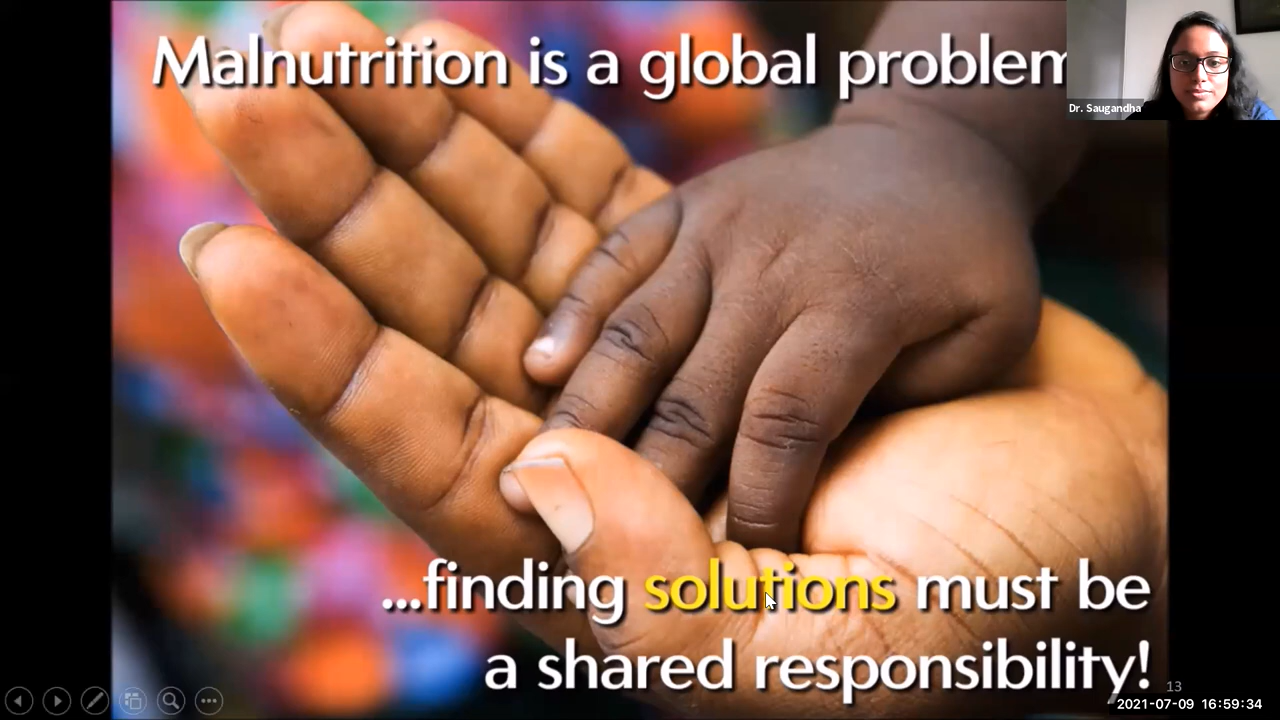 Malnutrition is a global problem
Dr. Saugandha
...finding solutions must be
a shared responsibility!
13
2021-07-09 16:59:34